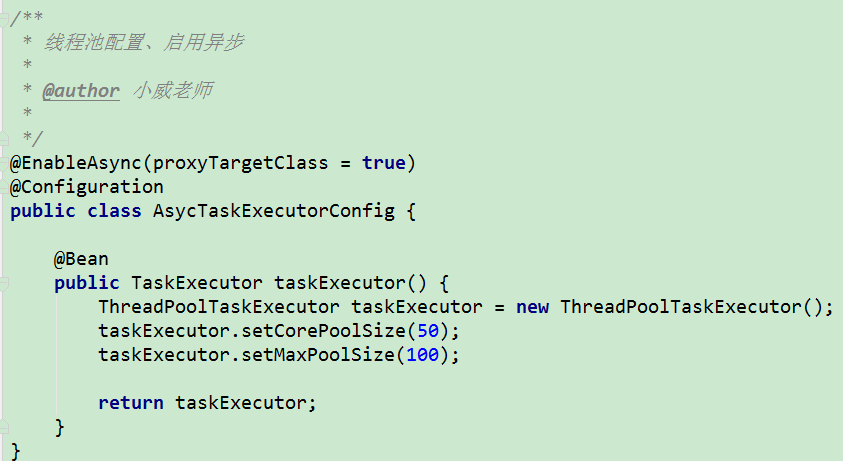 /**
 * 线程池配置、启用异步
 *
 * @author 小威老师
 *
 */
@EnableAsync(proxyTargetClass = true)
@Configuration
public class AsycTaskExecutorConfig {

    @Bean
    public TaskExecutor taskExecutor() {
        ThreadPoolTaskExecutor taskExecutor = new ThreadPoolTaskExecutor();
        taskExecutor.setCorePoolSize(50);
        taskExecutor.setMaxPoolSize(100);

        return taskExecutor;
    }
}